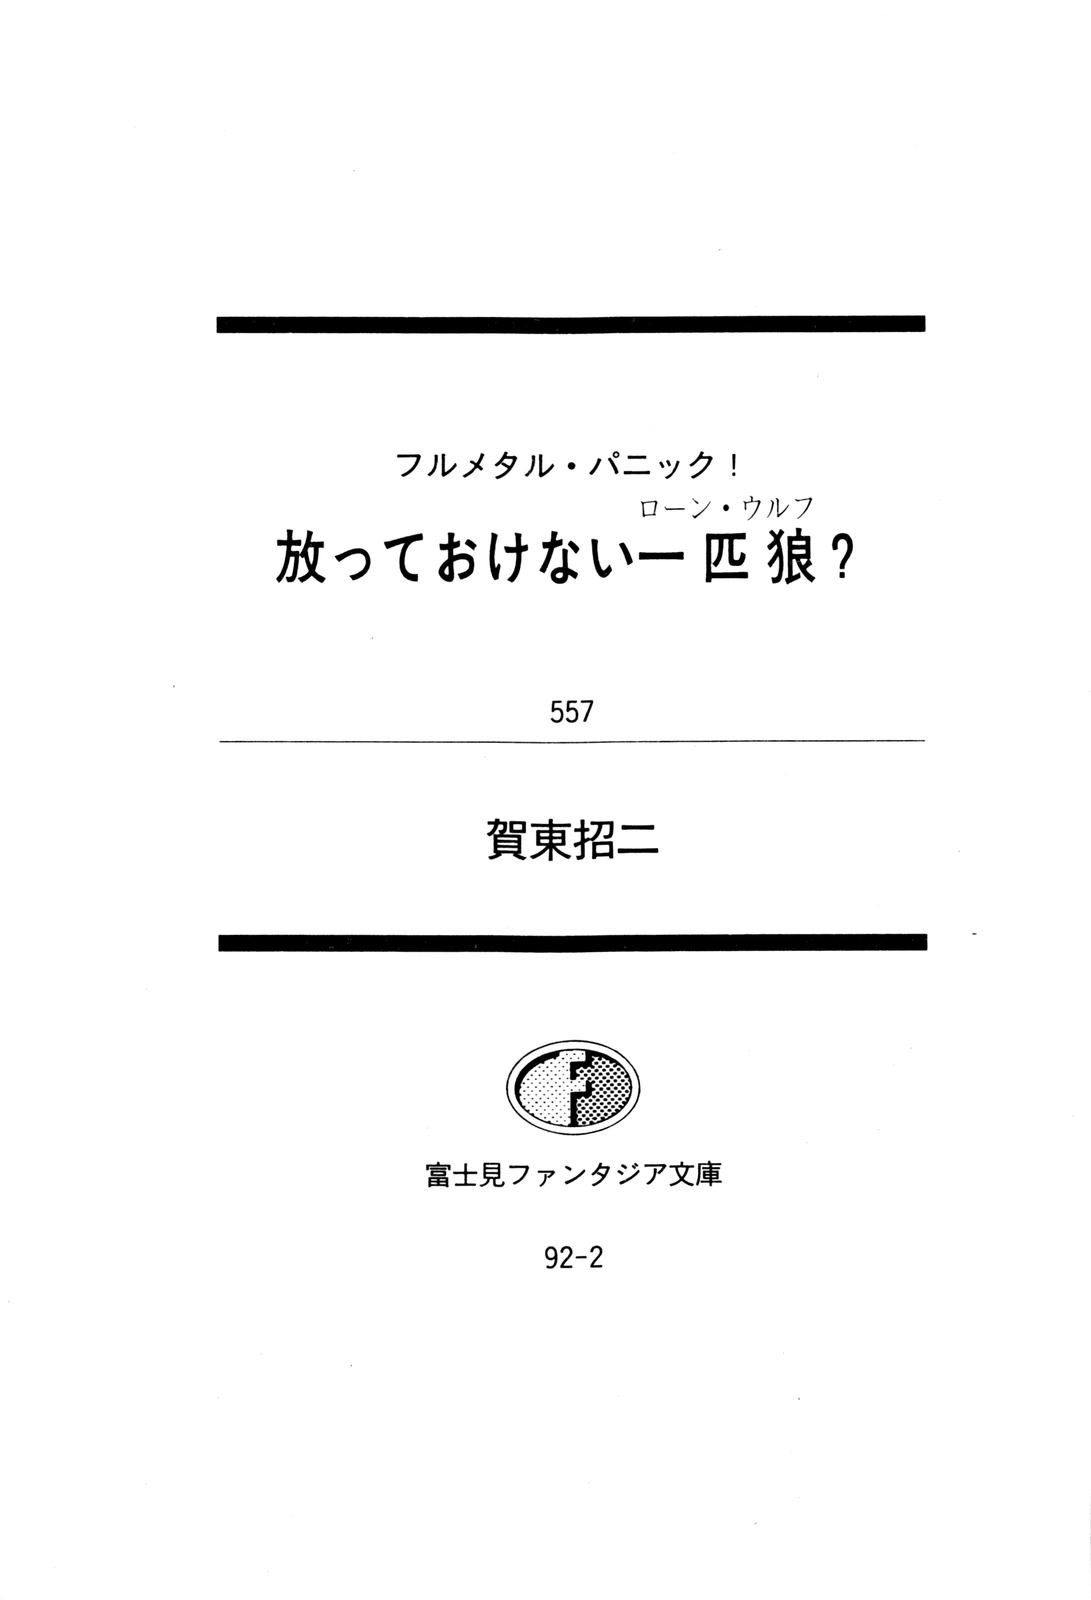 フルメタル・パニック！
ローン・ウルフ
放っておけない一匹狼？
557
賀東招二
F
富士見ファンタジア文庫
92-2